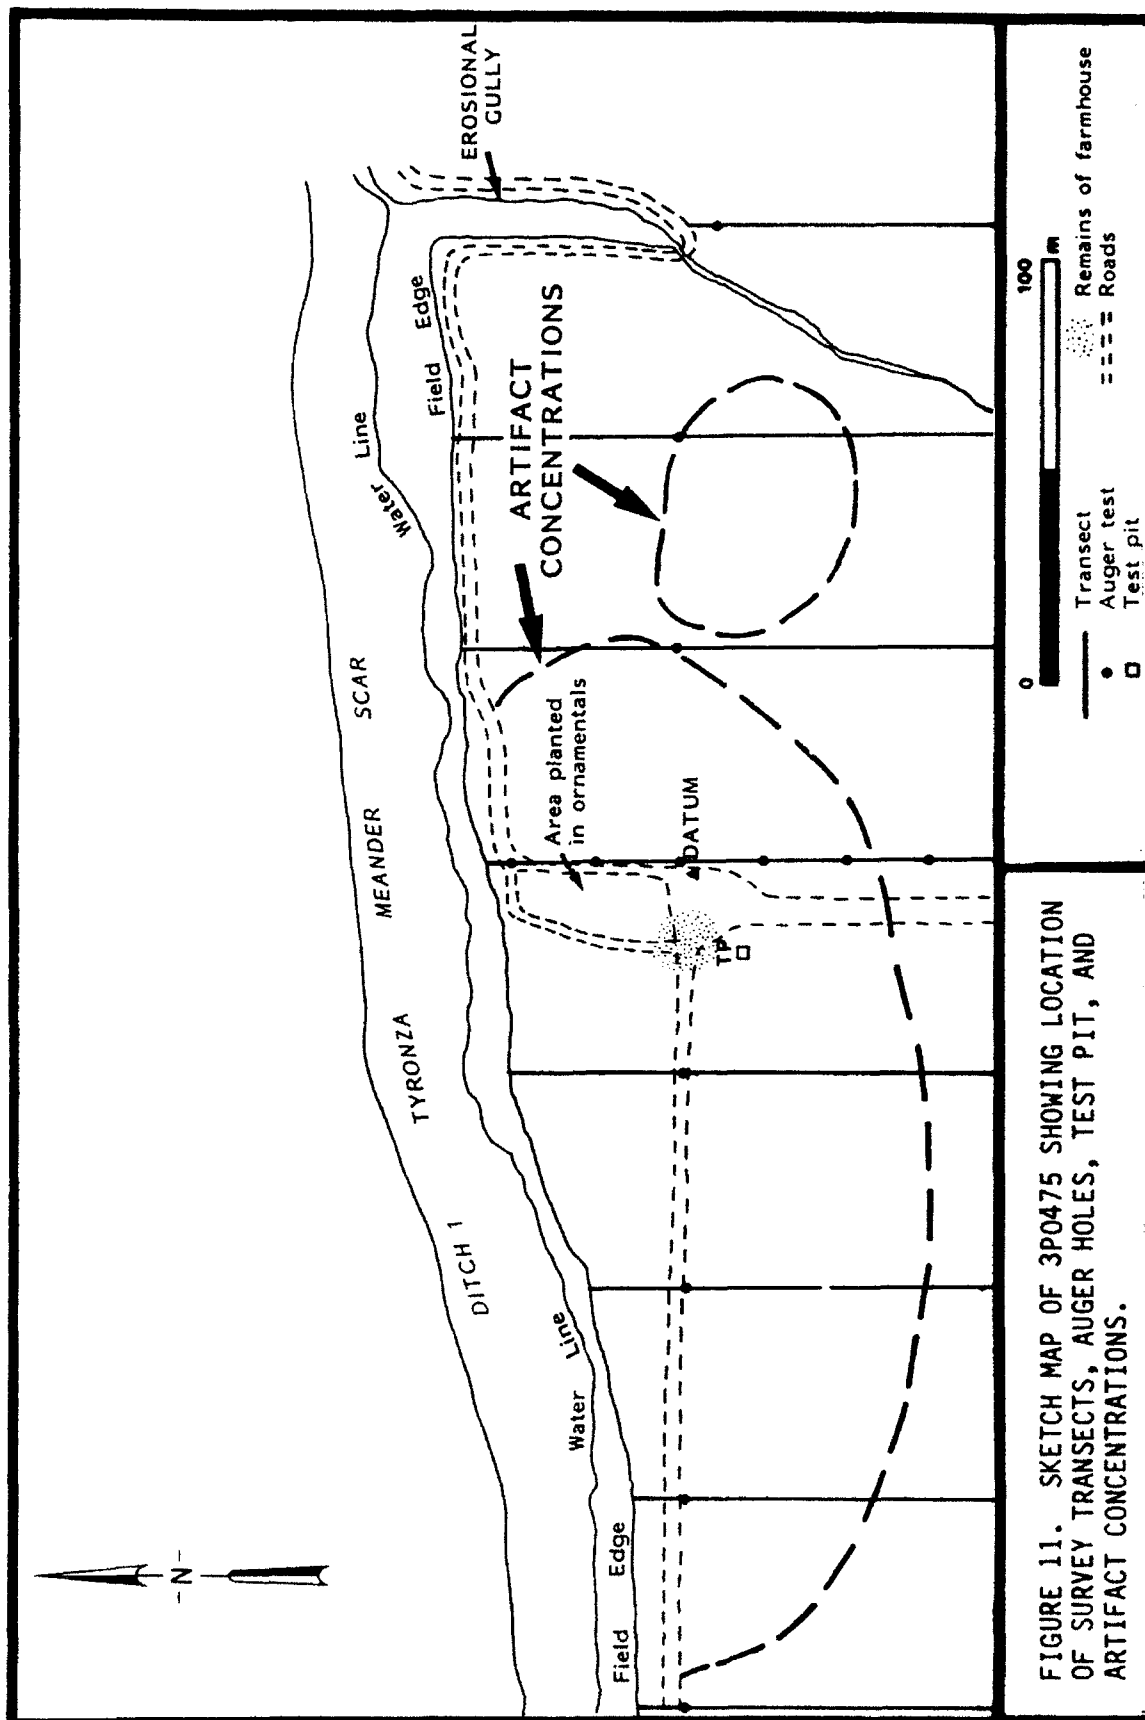 -N-
EROSIONAL
GULLY
Water Line
Field Edge
SCAR
MEANDER
TYRONZA
DITCH 1
ARTIFACT
CONCENTRATIONS
Area planted
in ornamentals
DATUM
TP
Water Line
Field Edge
FIGURE 11. SKETCH MAP OF 3PO475 SHOWING LOCATION
OF SURVEY TRANSECTS, AUGER HOLES, TEST PIT, AND
ARTIFACT CONCENTRATIONS.
0 100
m
Transect
Auger test
Test pit
Remains of farmhouse
Roads